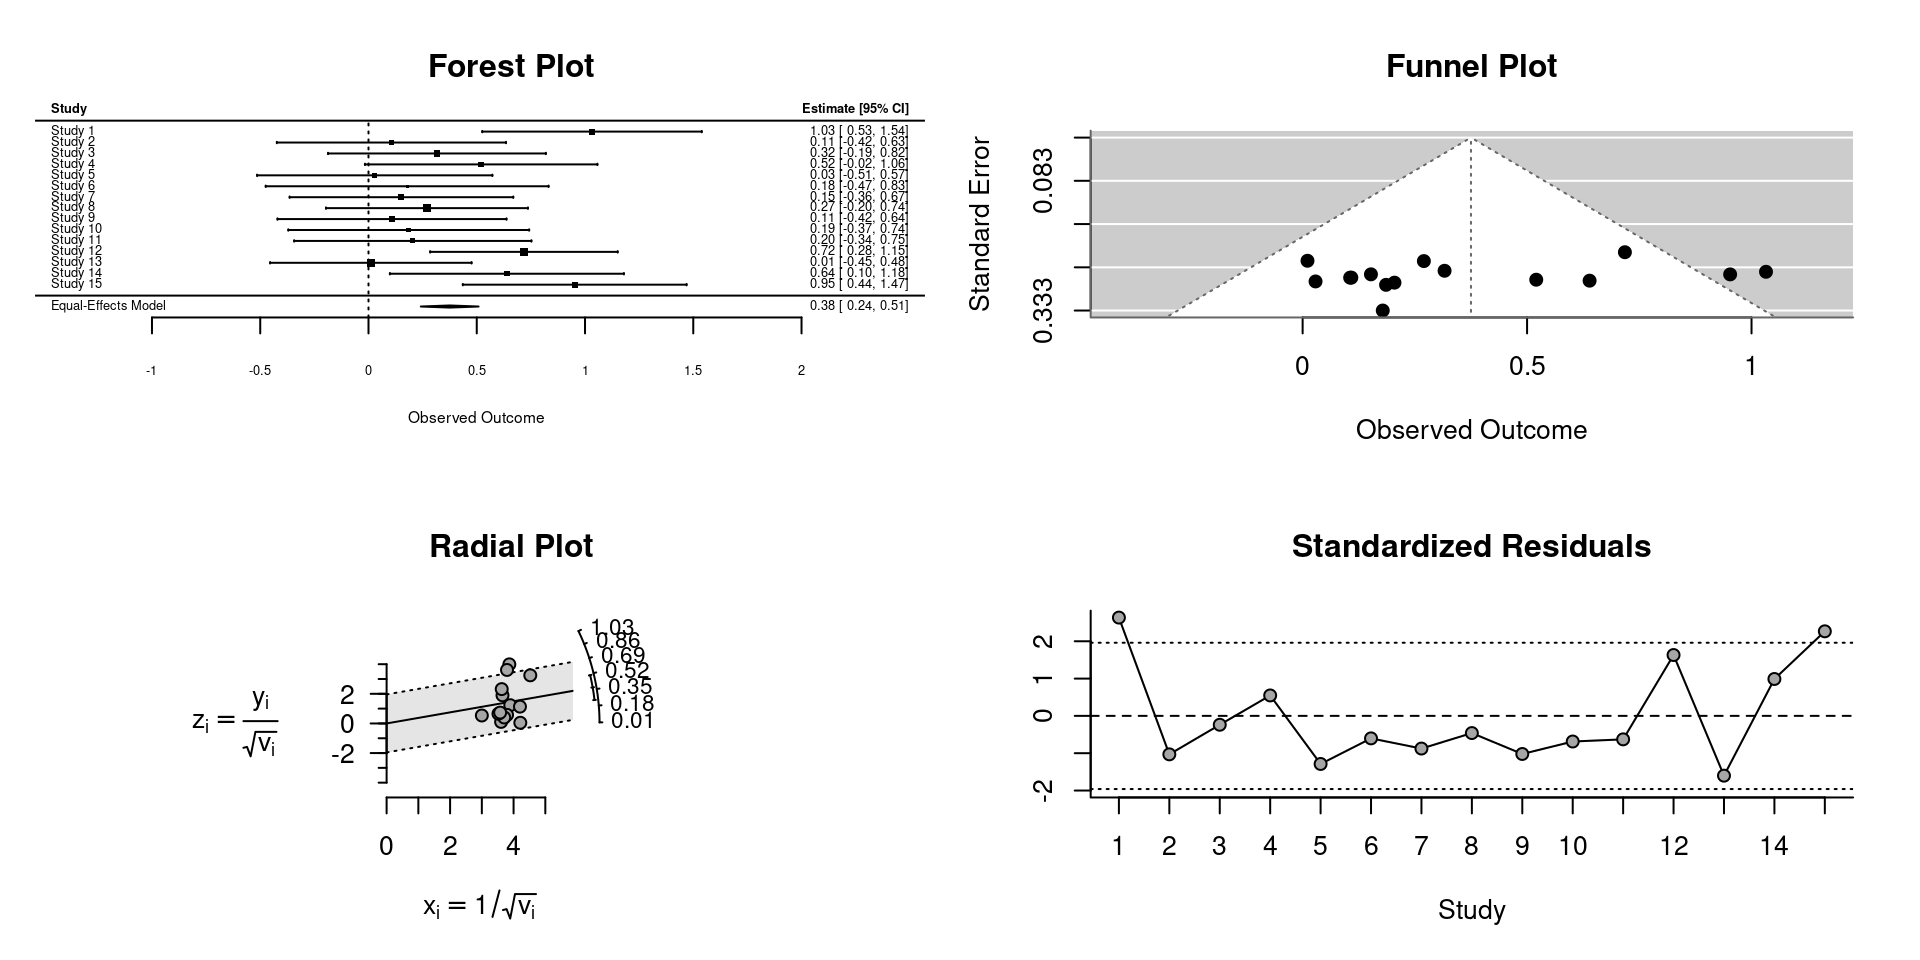 Forest Plot
Study Estimate [95% CI]
Study 1 1.03 [ 0.53, 1.54]
Study 2 0.11 [-0.42, 0.63]
Study 3 0.32 [-0.19, 0.82]
Study 4 0.52 [-0.02, 1.06]
Study 5 0.03 [-0.51, 0.57]
Study 6 0.18 [-0.47, 0.83]
Study 7 0.15 [-0.36, 0.67]
Study 8 0.27 [-0.20, 0.74]
Study 9 0.11 [-0.42, 0.64]
Study 10 0.19 [-0.37, 0.74]
Study 11 0.20 [-0.34, 0.75]
Study 12 0.72 [ 0.28, 1.15]
Study 13 0.01 [-0.45, 0.48]
Study 14 0.64 [ 0.10, 1.18]
Study 15 0.95 [ 0.44, 1.47]
Equal-Effects Model 0.38 [ 0.24, 0.51]
-1 -0.5 0 0.5 1 1.5 2
Observed Outcome
Funnel Plot
Standard Error
0.083
0.333
0 0.5 1
Observed Outcome
Radial Plot
zᵢ = yᵢ/√vᵢ
2
0
-2
1.03
0.86
0.69
0.52
0.35
0.18
0.01
0 2 4
xᵢ = 1/√vᵢ
Standardized Residuals
2
1
0
-2
1 2 3 4 5 6 7 8 9 10 12 14
Study